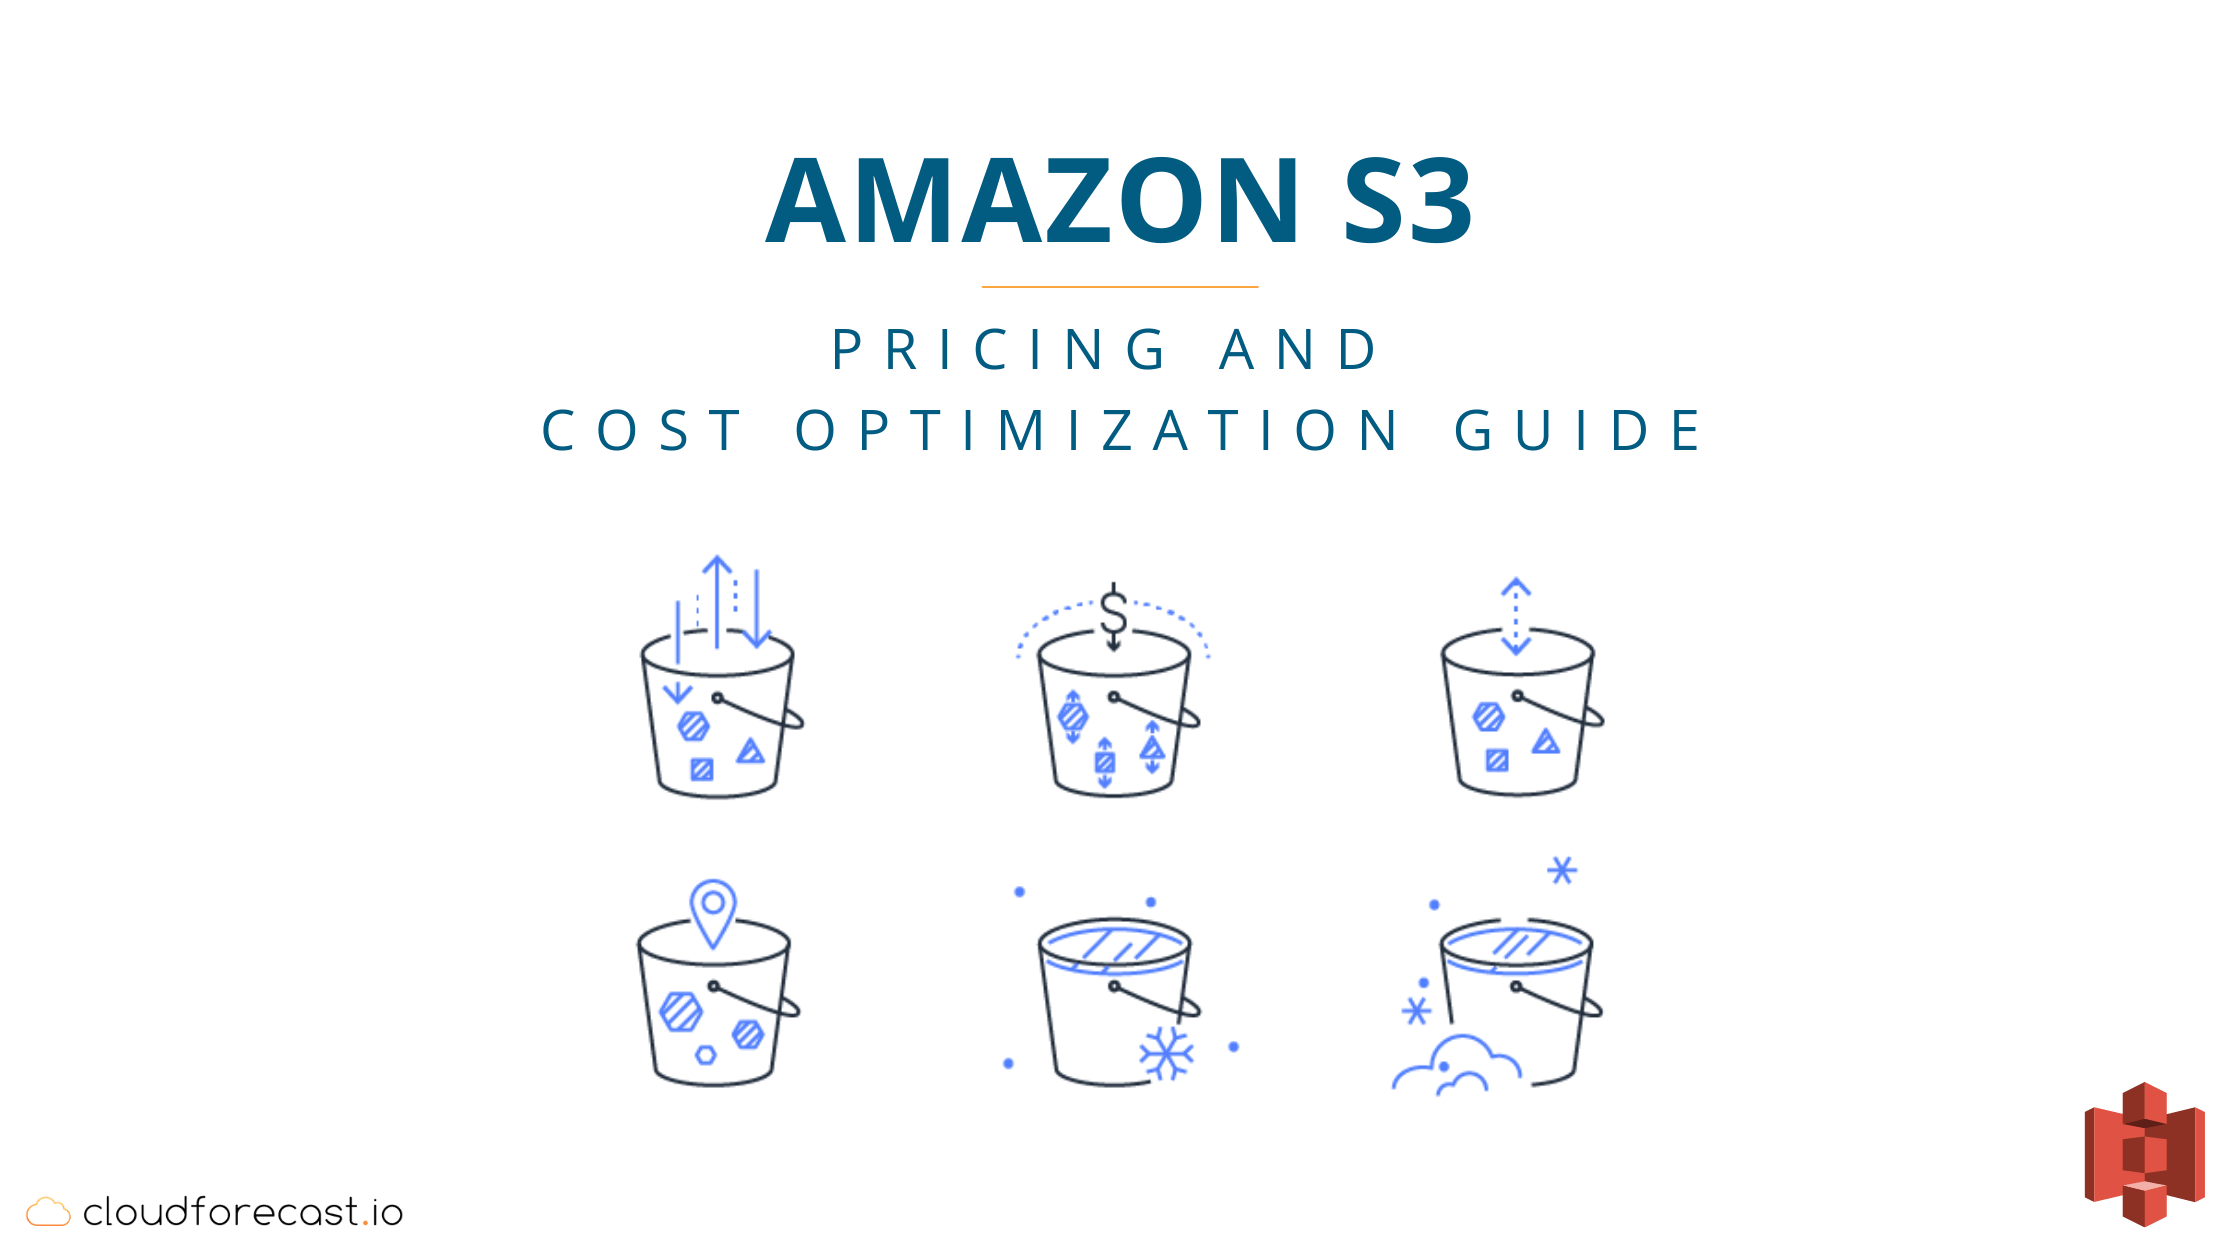 AMAZON S3
PRICING AND
COST OPTIMIZATION GUIDE
$
cloudforecast.io